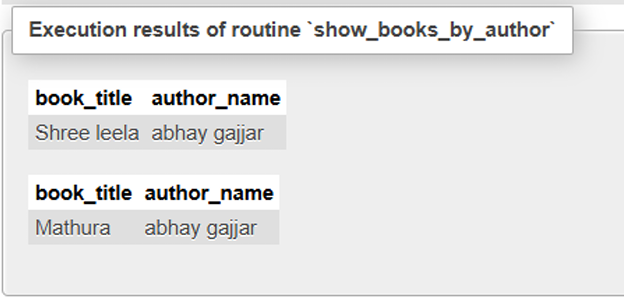 Execution results of routine `show_books_by_author`
book_title author_name
Shree leela abhay gajjar
book_title author_name
Mathura abhay gajjar